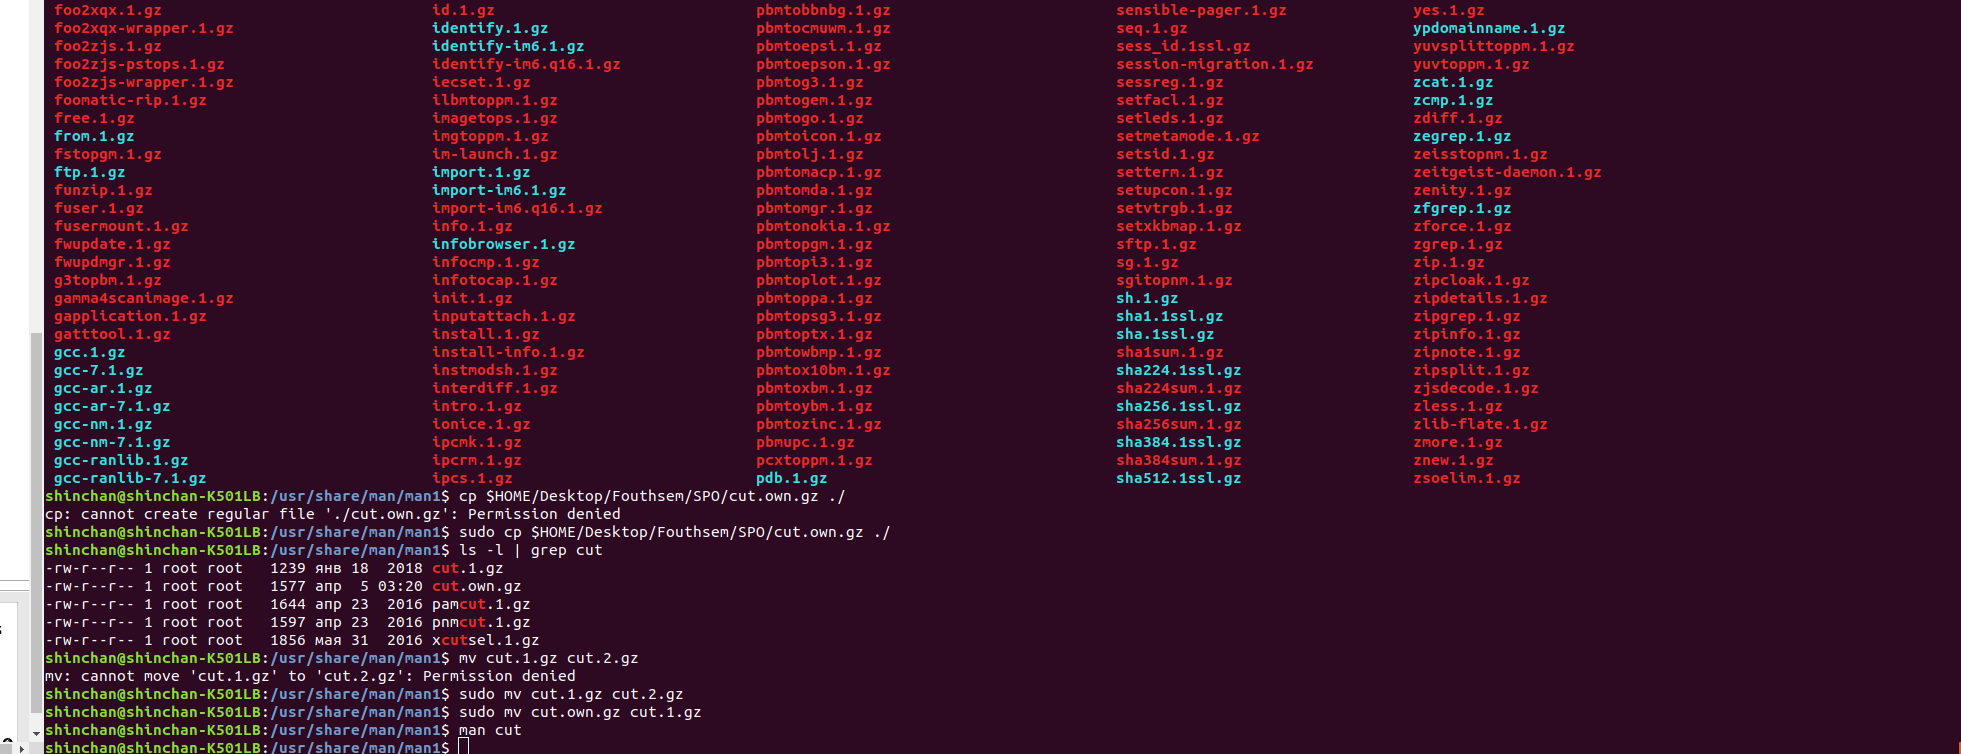 foo2xqx.1.gz id.1.gz pbmtobbnbg.1.gz sensible-pager.1.gz yes.1.gz
foo2xqx-wrapper.1.gz identify.1.gz pbmtocmuwm.1.gz seq.1.gz ypdomainname.1.gz
foo2zjs.1.gz identify-im6.1.gz pbmtoepsi.1.gz sess_id.1ssl.gz yuvsplittoppm.1.gz
foo2zjs-pstops.1.gz identify-im6.q16.1.gz pbmtoepson.1.gz session-migration.1.gz yuvtoppm.1.gz
foo2zjs-wrapper.1.gz iecset.1.gz pbmtog3.1.gz sessreg.1.gz zcat.1.gz
foomatic-rip.1.gz ilbmtoppm.1.gz pbmtogem.1.gz setfacl.1.gz zcmp.1.gz
free.1.gz imagetops.1.gz pbmtogo.1.gz setleds.1.gz zdiff.1.gz
from.1.gz imgtoppm.1.gz pbmtoicon.1.gz setmetamode.1.gz zegrep.1.gz
fstopgm.1.gz im-launch.1.gz pbmtolj.1.gz setsid.1.gz zeisstopnm.1.gz
ftp.1.gz import.1.gz pbmtomacp.1.gz setterm.1.gz zeitgeist-daemon.1.gz
funzip.1.gz import-im6.1.gz pbmtomda.1.gz setupcon.1.gz zenity.1.gz
fuser.1.gz import-im6.q16.1.gz pbmtomgr.1.gz setvtrgb.1.gz zfgrep.1.gz
fusermount.1.gz info.1.gz pbmtonokia.1.gz setxkbmap.1.gz zforce.1.gz
fwupdate.1.gz infobrowser.1.gz pbmtopgm.1.gz sftp.1.gz zgrep.1.gz
fwupdmgr.1.gz infocmp.1.gz pbmtopi3.1.gz sg.1.gz zip.1.gz
g3topbm.1.gz infotocap.1.gz pbmtoplot.1.gz sgitopnm.1.gz zipcloak.1.gz
gamma4scanimage.1.gz init.1.gz pbmtoppa.1.gz sh.1.gz zipdetails.1.gz
gapplication.1.gz inputattach.1.gz pbmtopsg3.1.gz sha1.1ssl.gz zipgrep.1.gz
gatttool.1.gz install.1.gz pbmtoptx.1.gz sha.1ssl.gz zipinfo.1.gz
gcc.1.gz install-info.1.gz pbmtowbmp.1.gz sha1sum.1.gz zipnote.1.gz
gcc-7.1.gz instmodsh.1.gz pbmtox10bm.1.gz sha224.1ssl.gz zipsplit.1.gz
gcc-ar.1.gz interdiff.1.gz pbmtoxbm.1.gz sha224sum.1.gz zjsdecode.1.gz
gcc-ar-7.1.gz intro.1.gz pbmtoybm.1.gz sha256.1ssl.gz zless.1.gz
gcc-nm.1.gz ionice.1.gz pbmtozinc.1.gz sha256sum.1.gz zlib-flate.1.gz
gcc-nm-7.1.gz ipcmk.1.gz pbmupc.1.gz sha384.1ssl.gz zmore.1.gz
gcc-ranlib.1.gz ipcrm.1.gz pcxtoppm.1.gz sha384sum.1.gz znew.1.gz
gcc-ranlib-7.1.gz ipcs.1.gz pdb.1.gz sha512.1ssl.gz zsoelim.1.gz
shinchan@shinchan-K501LB:/usr/share/man/man1$ cp $HOME/Desktop/Fouthsem/SPO/cut.own.gz ./
cp: cannot create regular file './cut.own.gz': Permission denied
shinchan@shinchan-K501LB:/usr/share/man/man1$ sudo cp $HOME/Desktop/Fouthsem/SPO/cut.own.gz ./
shinchan@shinchan-K501LB:/usr/share/man/man1$ ls -l | grep cut
-rw-r--r-- 1 root root 1239 янв 18 2018 cut.1.gz
-rw-r--r-- 1 root root 1577 апр 5 03:20 cut.own.gz
-rw-r--r-- 1 root root 1644 апр 23 2016 pamcut.1.gz
-rw-r--r-- 1 root root 1597 апр 23 2016 pnmcut.1.gz
-rw-r--r-- 1 root root 1856 мая 31 2016 xcutsel.1.gz
shinchan@shinchan-K501LB:/usr/share/man/man1$ mv cut.1.gz cut.2.gz
mv: cannot move 'cut.1.gz' to 'cut.2.gz': Permission denied
shinchan@shinchan-K501LB:/usr/share/man/man1$ sudo mv cut.1.gz cut.2.gz
shinchan@shinchan-K501LB:/usr/share/man/man1$ sudo mv cut.own.gz cut.1.gz
shinchan@shinchan-K501LB:/usr/share/man/man1$ man cut
shinchan@shinchan-K501LB:/usr/share/man/man1$